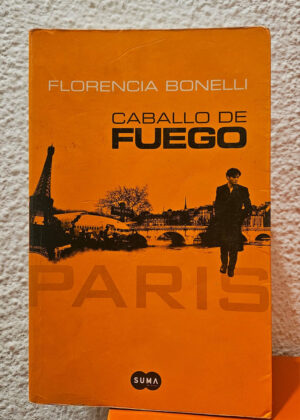 FLORENCIA BONELLI
CABALLO DE
FUEGO
PARIS
SUMA